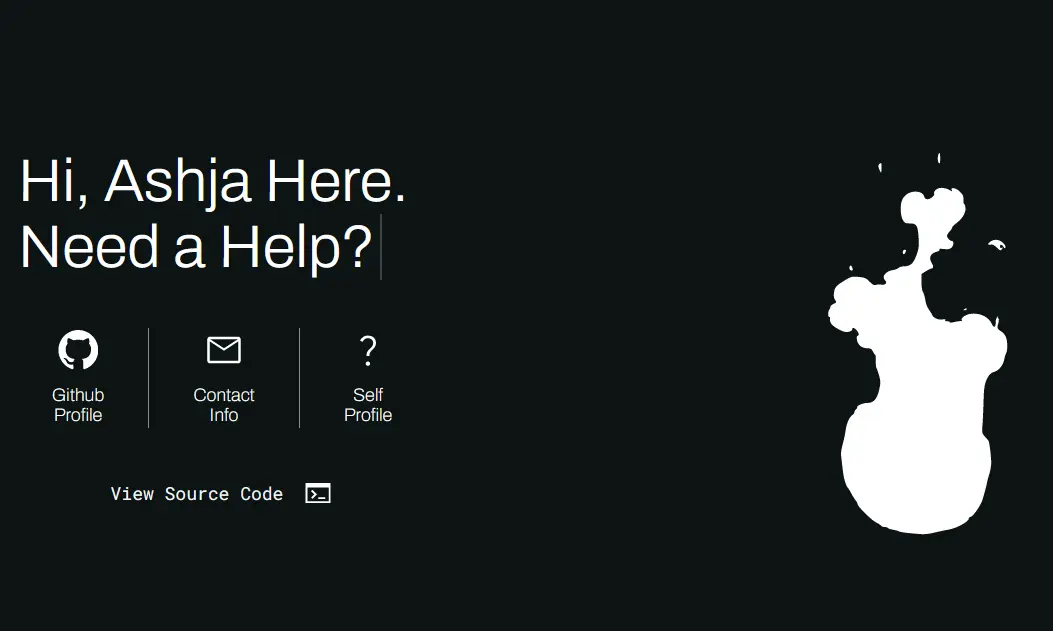 Hi, Ashja Here.
Need a Help?
Github
Profile
Contact
Info
Self
Profile
View Source Code